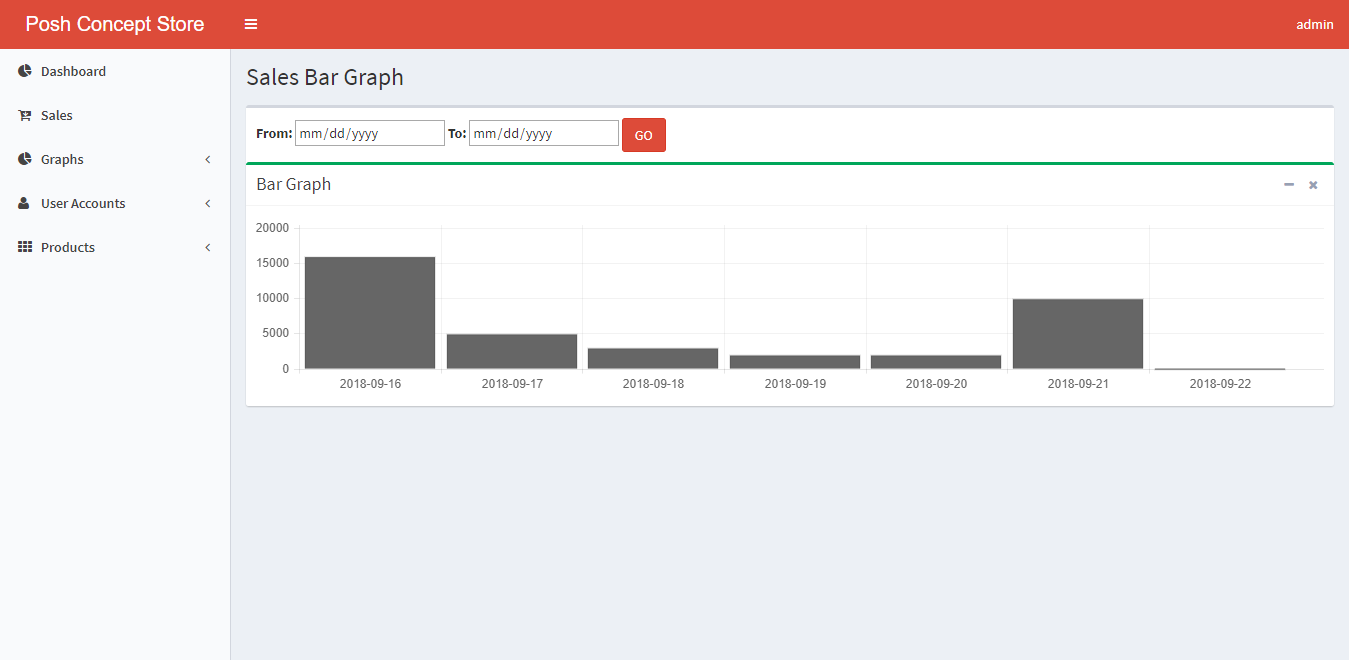 Posh Concept Store
admin
Dashboard
Sales
Graphs
User Accounts
Products
Sales Bar Graph
From: mm/dd/yyyy To: mm/dd/yyyy GO
Bar Graph
20000
15000
10000
5000
0
2018-09-16 2018-09-17 2018-09-18 2018-09-19 2018-09-20 2018-09-21 2018-09-22